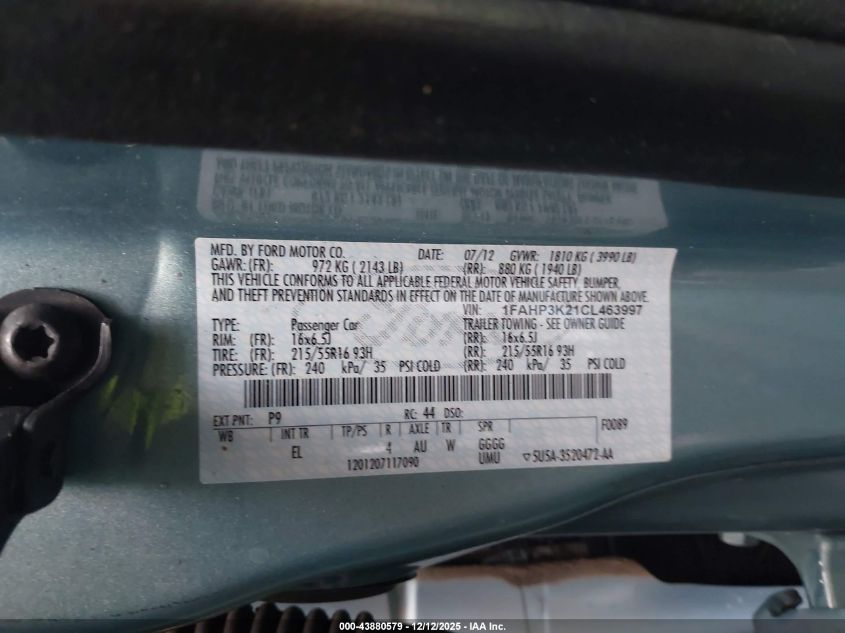 MFD. BY FORD MOTOR CO. DATE: 07/12 GVWR: 1810 KG ( 3990 LB)
GAWR: (FR): 972 KG ( 2143 LB) (RR): 880 KG ( 1940 LB)
THIS VEHICLE CONFORMS TO ALL APPLICABLE FEDERAL MOTOR VEHICLE SAFETY, BUMPER,
AND THEFT PREVENTION STANDARDS IN EFFECT ON THE DATE OF MANUFACTURE SHOWN ABOVE.
VIN: 1FAHP3K21CL463997
TYPE: Passenger Car TRAILER TOWING - SEE OWNER GUIDE
RIM: (FR): 16x6.5J (RR): 16x6.5J
TIRE: (FR): 215/55R16 93H (RR): 215/55R16 93H
PRESSURE: (FR): 240 kPa/ 35 PSI COLD (RR): 240 kPa/ 35 PSI COLD
EXT PNT: P9 RC: 44 DSO: F0089
WB INT TR TP/PS R AXLE TR SPR
EL 4 AU W GGGG
1201207117090 UMU 5U5A-3520472-AA
000-43880579 - 12/12/2025 - IAA Inc.